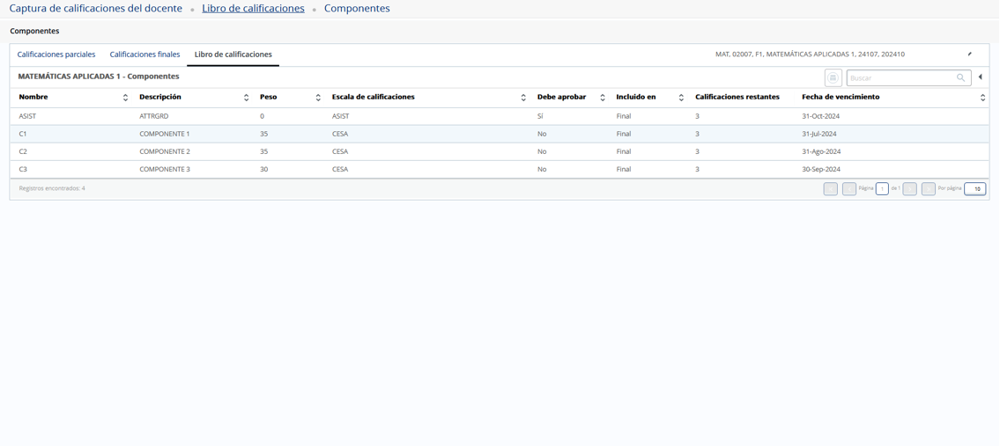 Captura de calificaciones del docente • Libro de calificaciones • Componentes
Componentes
Calificaciones parciales Calificaciones finales Libro de calificaciones MAT, 02007, F1, MATEMÁTICAS APLICADAS 1, 24107, 202410
MATEMÁTICAS APLICADAS 1 - Componentes Buscar
Nombre Descripción Peso Escala de calificaciones Debe aprobar Incluido en Calificaciones restantes Fecha de vencimiento
ASIST ATTRGRD 0 ASIST Sí Final 3 31-Oct-2024
C1 COMPONENTE 1 35 CESA No Final 3 31-Jul-2024
C2 COMPONENTE 2 35 CESA No Final 3 31-Ago-2024
C3 COMPONENTE 3 30 CESA No Final 3 30-Sep-2024
Registros encontrados: 4 Página 1 de 1 Por página 10